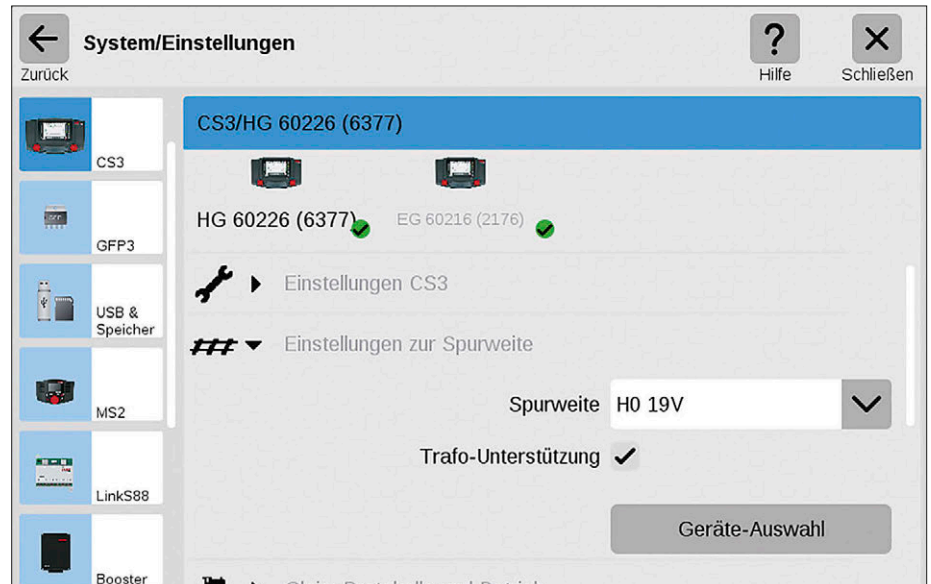 System/Einstellungen
Zurück
Hilfe
Schließen
CS3
GFP3
USB &
Speicher
MS2
LinkS88
Booster
CS3/HG 60226 (6377)
HG 60226 (6377)
EG 60216 (2176)
Einstellungen CS3
Einstellungen zur Spurweite
Spurweite H0 19V
Trafo-Unterstützung
Geräte-Auswahl